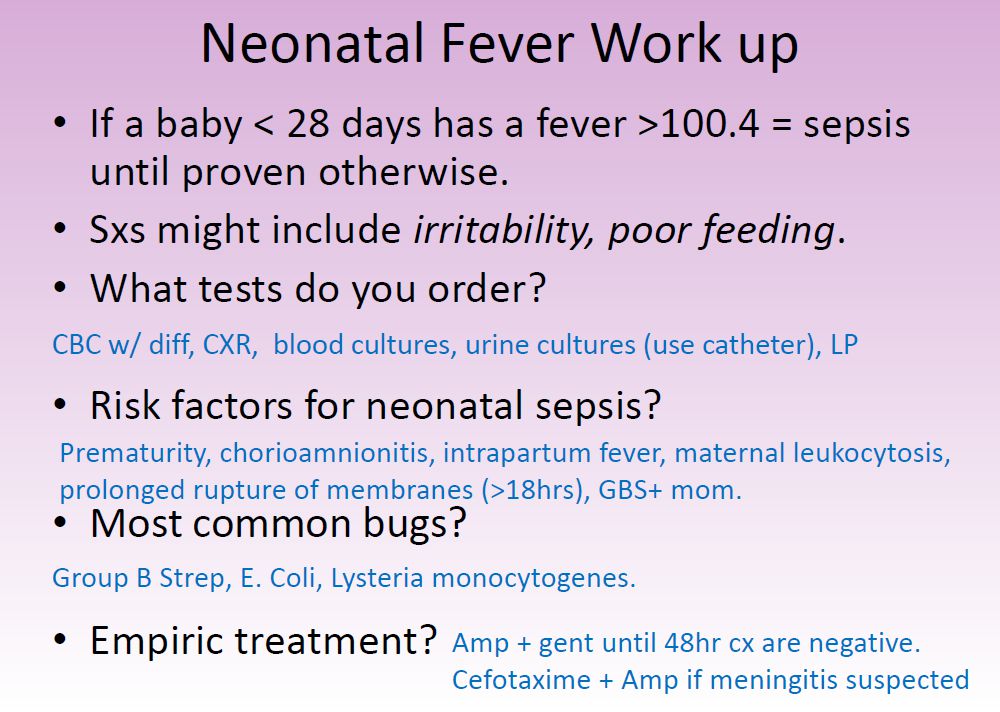 Neonatal Fever Work up
• If a baby < 28 days has a fever >100.4 = sepsis
until proven otherwise.
• Sxs might include irritability, poor feeding.
• What tests do you order?
CBC w/ diff, CXR, blood cultures, urine cultures (use catheter), LP
• Risk factors for neonatal sepsis?
Prematurity, chorioamnionitis, intrapartum fever, maternal leukocytosis,
prolonged rupture of membranes (>18hrs), GBS+ mom.
• Most common bugs?
Group B Strep, E. Coli, Lysteria monocytogenes.
• Empiric treatment? Amp + gent until 48hr cx are negative.
Cefotaxime + Amp if meningitis suspected